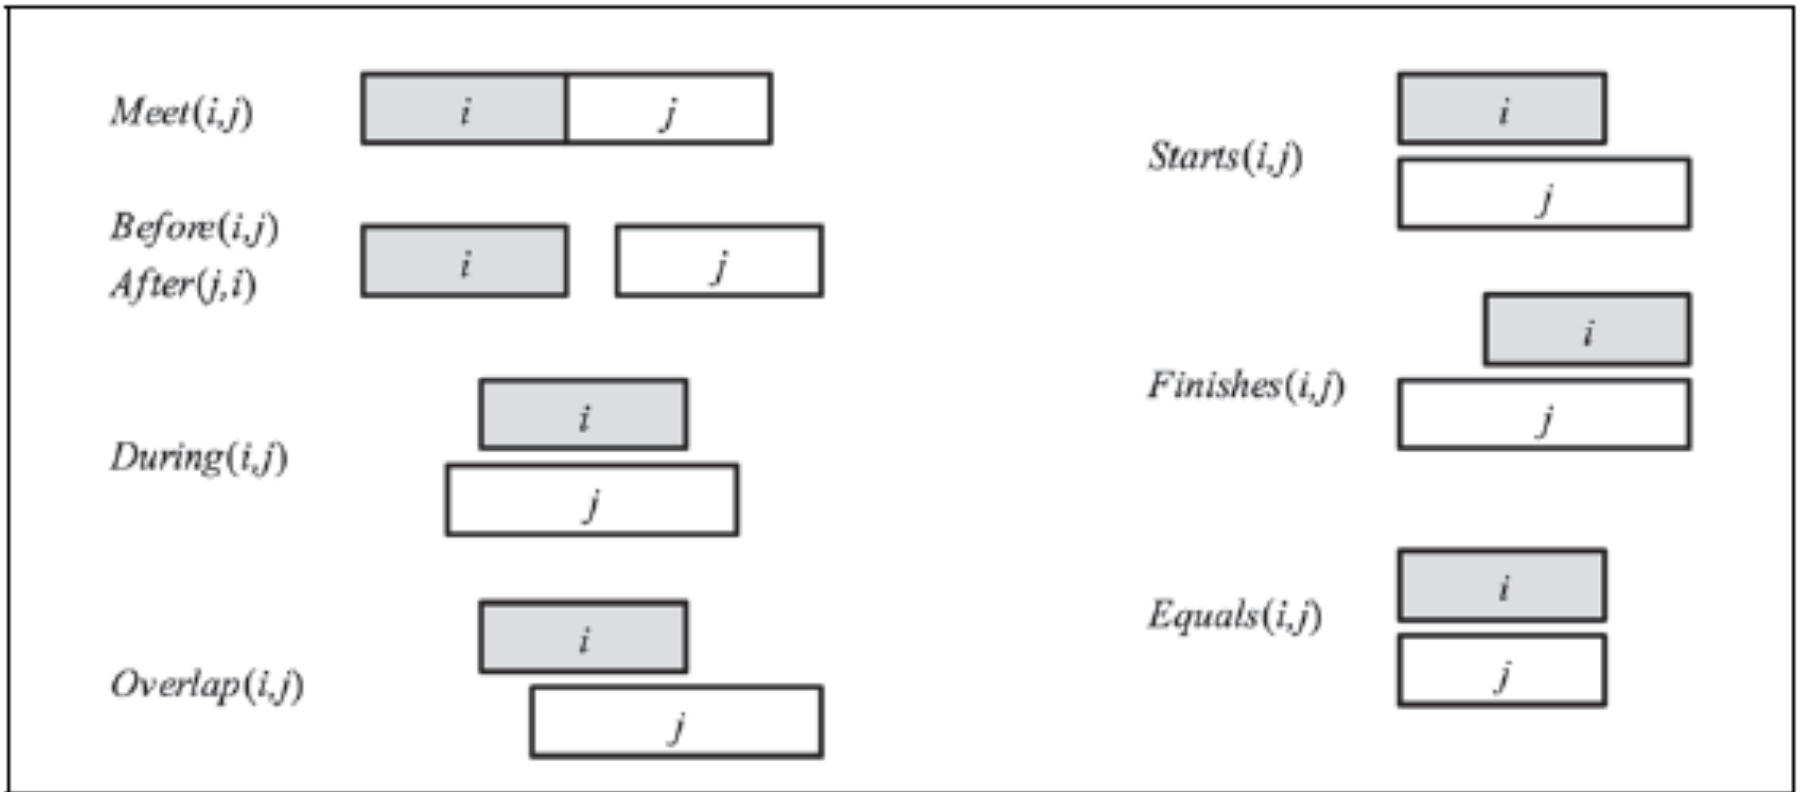 Meet(i,j)
i
j
Before(i,j)
After(j,i)
i
j
During(i,j)
i
j
Overlap(i,j)
i
j
Starts(i,j)
i
j
Finishes(i,j)
i
j
Equals(i,j)
i
j